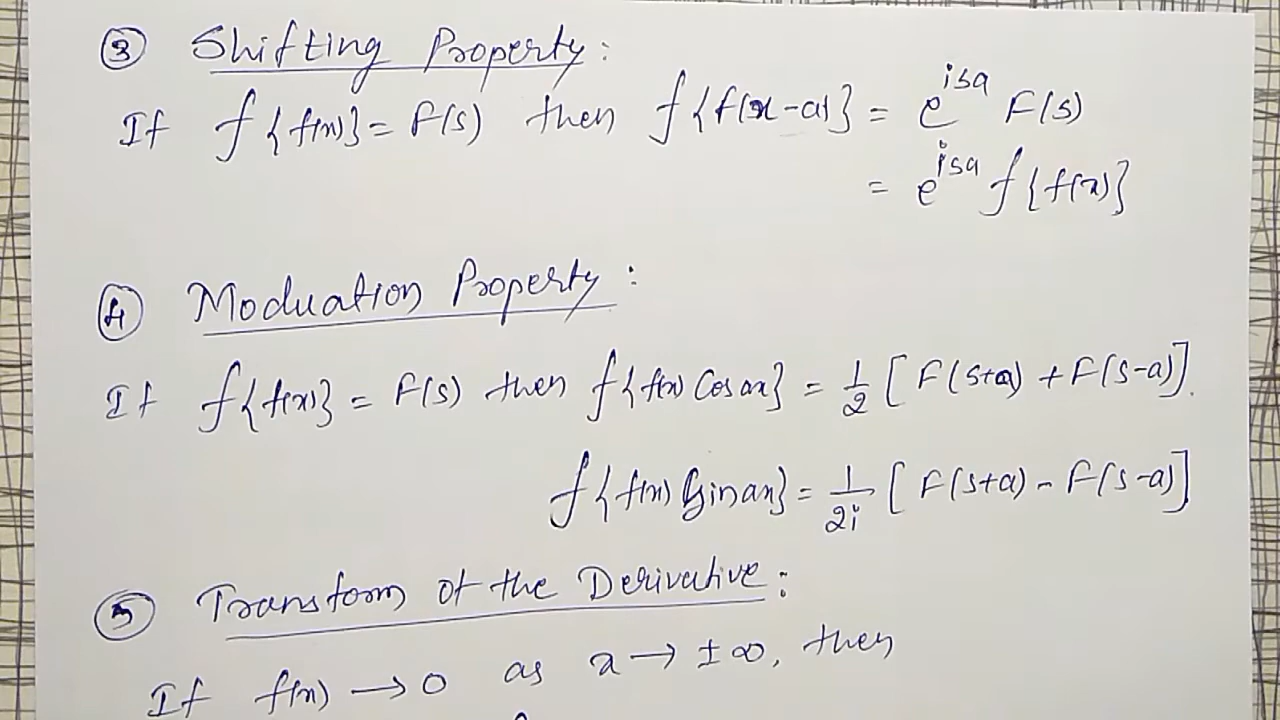 ③ Shifting Property:
If f{f(x)} = F(s) then f{f(x-a)} = e^{isa} F(s)
= e^{isa} f{f(x)}
④ Moduation Property:
If f{f(x)} = F(s) then f{f(x) Cos ax} = 1/2 [F(s+a) + F(s-a)].
f{f(x) Sin ax} = 1/2i [F(s+a) - F(s-a)]
⑤ Transform of the Derivative:
If f(x) → 0 as x → ±∞, then